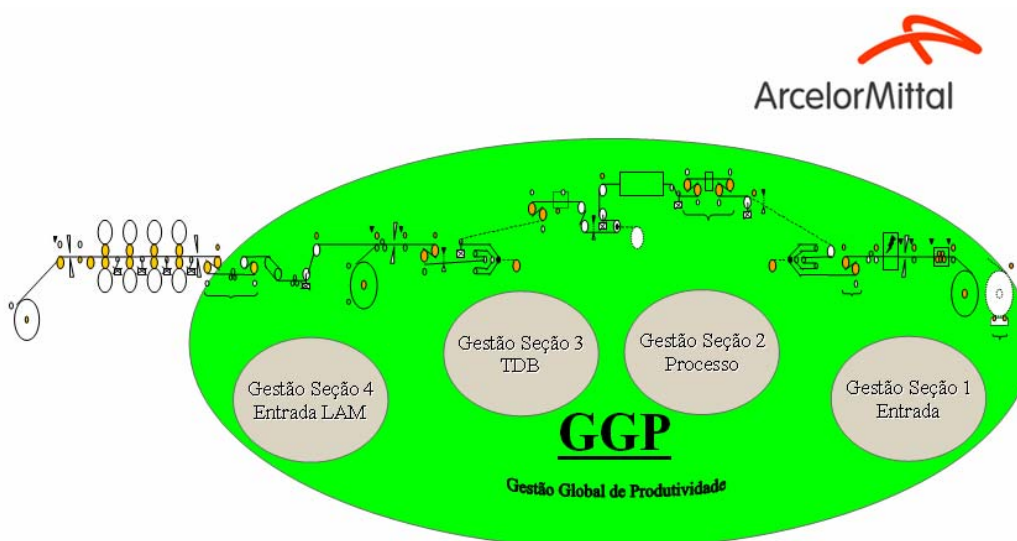 ArcelorMittal
Gestão Seção 4
Entrada LAM
Gestão Seção 3
TDB
Gestão Seção 2
Processo
Gestão Seção 1
Entrada
GGP
Gestão Global de Produtividade